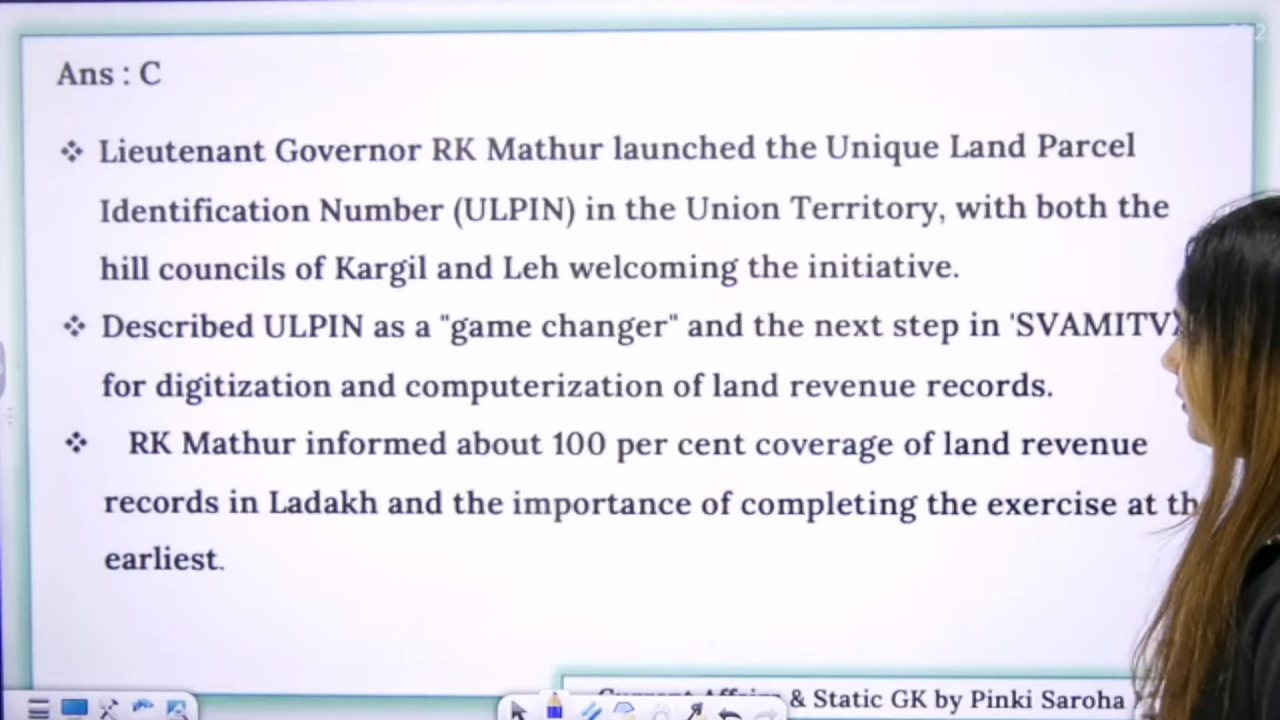 Ans : C
❖ Lieutenant Governor RK Mathur launched the Unique Land Parcel
Identification Number (ULPIN) in the Union Territory, with both the
hill councils of Kargil and Leh welcoming the initiative.
❖ Described ULPIN as a "game changer" and the next step in 'SVAMITV
for digitization and computerization of land revenue records.
❖ RK Mathur informed about 100 per cent coverage of land revenue
records in Ladakh and the importance of completing the exercise at th
earliest.
Current Affairs & Static GK by Pinki Saroha